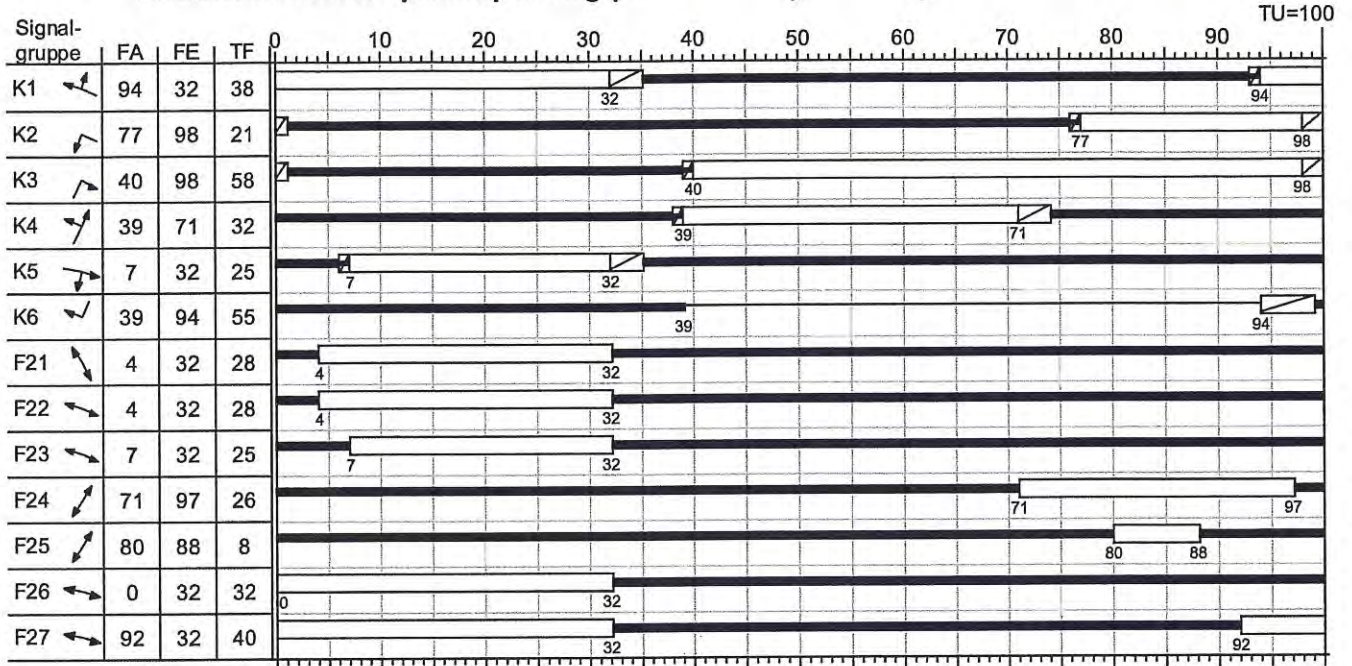 TU=100
Signal-
gruppe FA FE TF 0 10 20 30 40 50 60 70 80 90
K1 94 32 38 32 94
K2 77 98 21 77 98
K3 40 98 58 40 98
K4 39 71 32 39 71
K5 7 32 25 7 32
K6 39 94 55 39 94
F21 4 32 28 4 32
F22 4 32 28 4 32
F23 7 32 25 7 32
F24 71 97 26 71 97
F25 80 88 8 80 88
F26 0 32 32 0 32
F27 92 32 40 32 92